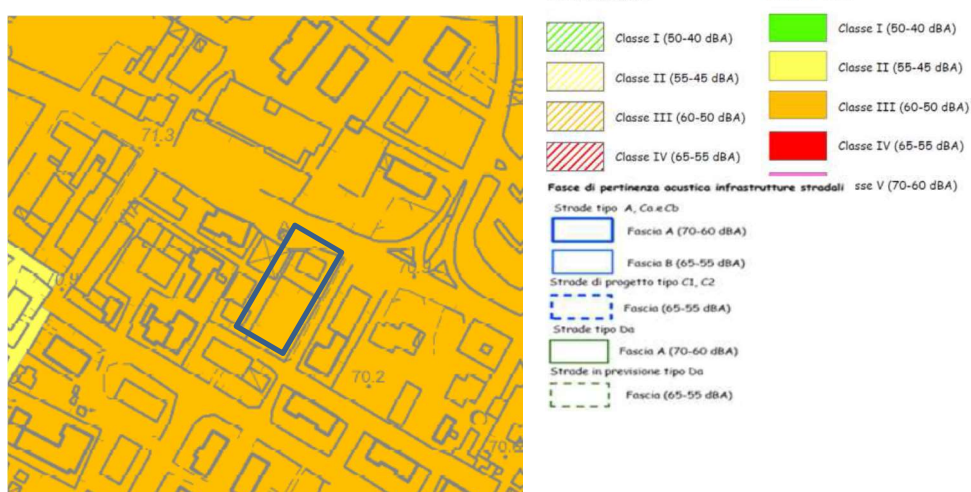 Classe I (50-40 dBA)
Classe II (55-45 dBA)
Classe III (60-50 dBA)
Classe IV (65-55 dBA)
Classe I (50-40 dBA)
Classe II (55-45 dBA)
Classe III (60-50 dBA)
Classe IV (65-55 dBA)
sse V (70-60 dBA)
Fasce di pertinenza acustica infrastrutture stradali
Strade tipo A, Ca e Cb
Fascia A (70-60 dBA)
Fascia B (65-55 dBA)
Strade di progetto tipo C1, C2
Fascia (65-55 dBA)
Strade tipo Da
Fascia A (70-60 dBA)
Strade in previsione tipo Da
Fascia (65-55 dBA)
71.3
VIA
70.9
70.9
70.2